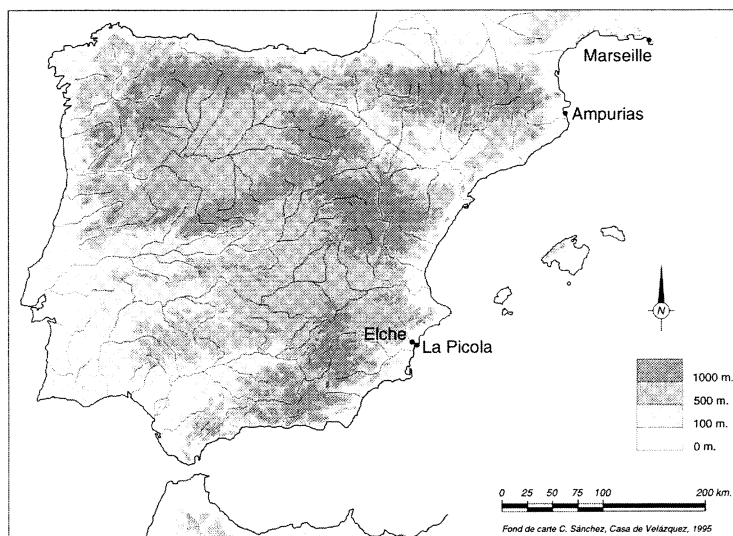 Marseille
Ampurias
Elche
La Picola
N
1000 m.
500 m.
100 m.
0 m.
0 25 50 75 100 200 km.
Fond de carte C. Sánchez, Casa de Velázquez, 1995